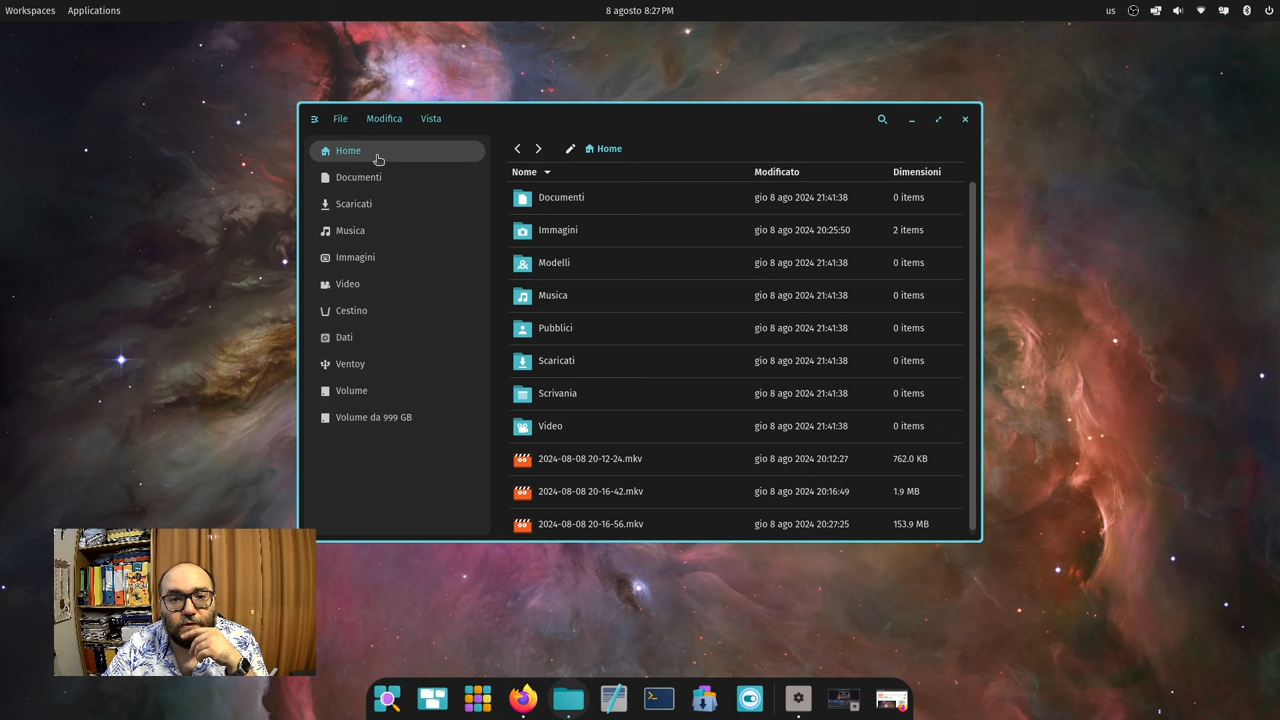 Workspaces Applications 8 agosto 8:27 PM us
File Modifica Vista
Home
Documenti
Scaricati
Musica
Immagini
Video
Cestino
Dati
Ventoy
Volume
Volume da 999 GB
Home
Nome Modificato Dimensioni
Documenti gio 8 ago 2024 21:41:38 0 items
Immagini gio 8 ago 2024 20:25:50 2 items
Modelli gio 8 ago 2024 21:41:38 0 items
Musica gio 8 ago 2024 21:41:38 0 items
Pubblici gio 8 ago 2024 21:41:38 0 items
Scaricati gio 8 ago 2024 21:41:38 0 items
Scrivania gio 8 ago 2024 21:41:38 0 items
Video gio 8 ago 2024 21:41:38 0 items
2024-08-08 20-12-24.mkv gio 8 ago 2024 20:12:27 762.0 KB
2024-08-08 20-16-42.mkv gio 8 ago 2024 20:16:49 1.9 MB
2024-08-08 20-16-56.mkv gio 8 ago 2024 20:27:25 153.9 MB